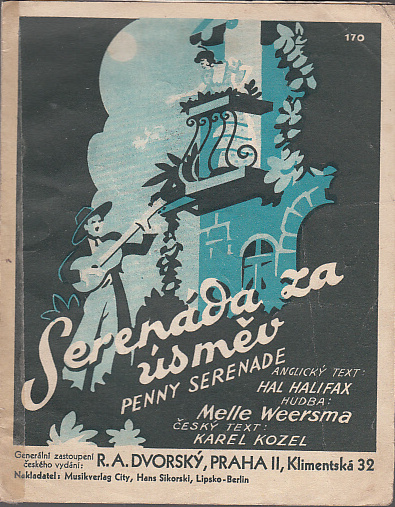 170
Serenáda za
úsměv
PENNY SERENADE
ANGLICKÝ TEXT:
HAL HALIFAX
HUDBA:
Melle Weersma
ČESKÝ TEXT:
KAREL KOZEL
Generální zastoupení
českého vydání:
R. A. DVORSKÝ, PRAHA II, Klimentská 32
Nakladatel: Musikverlag City, Hans Sikorski, Lipsko-Berlin